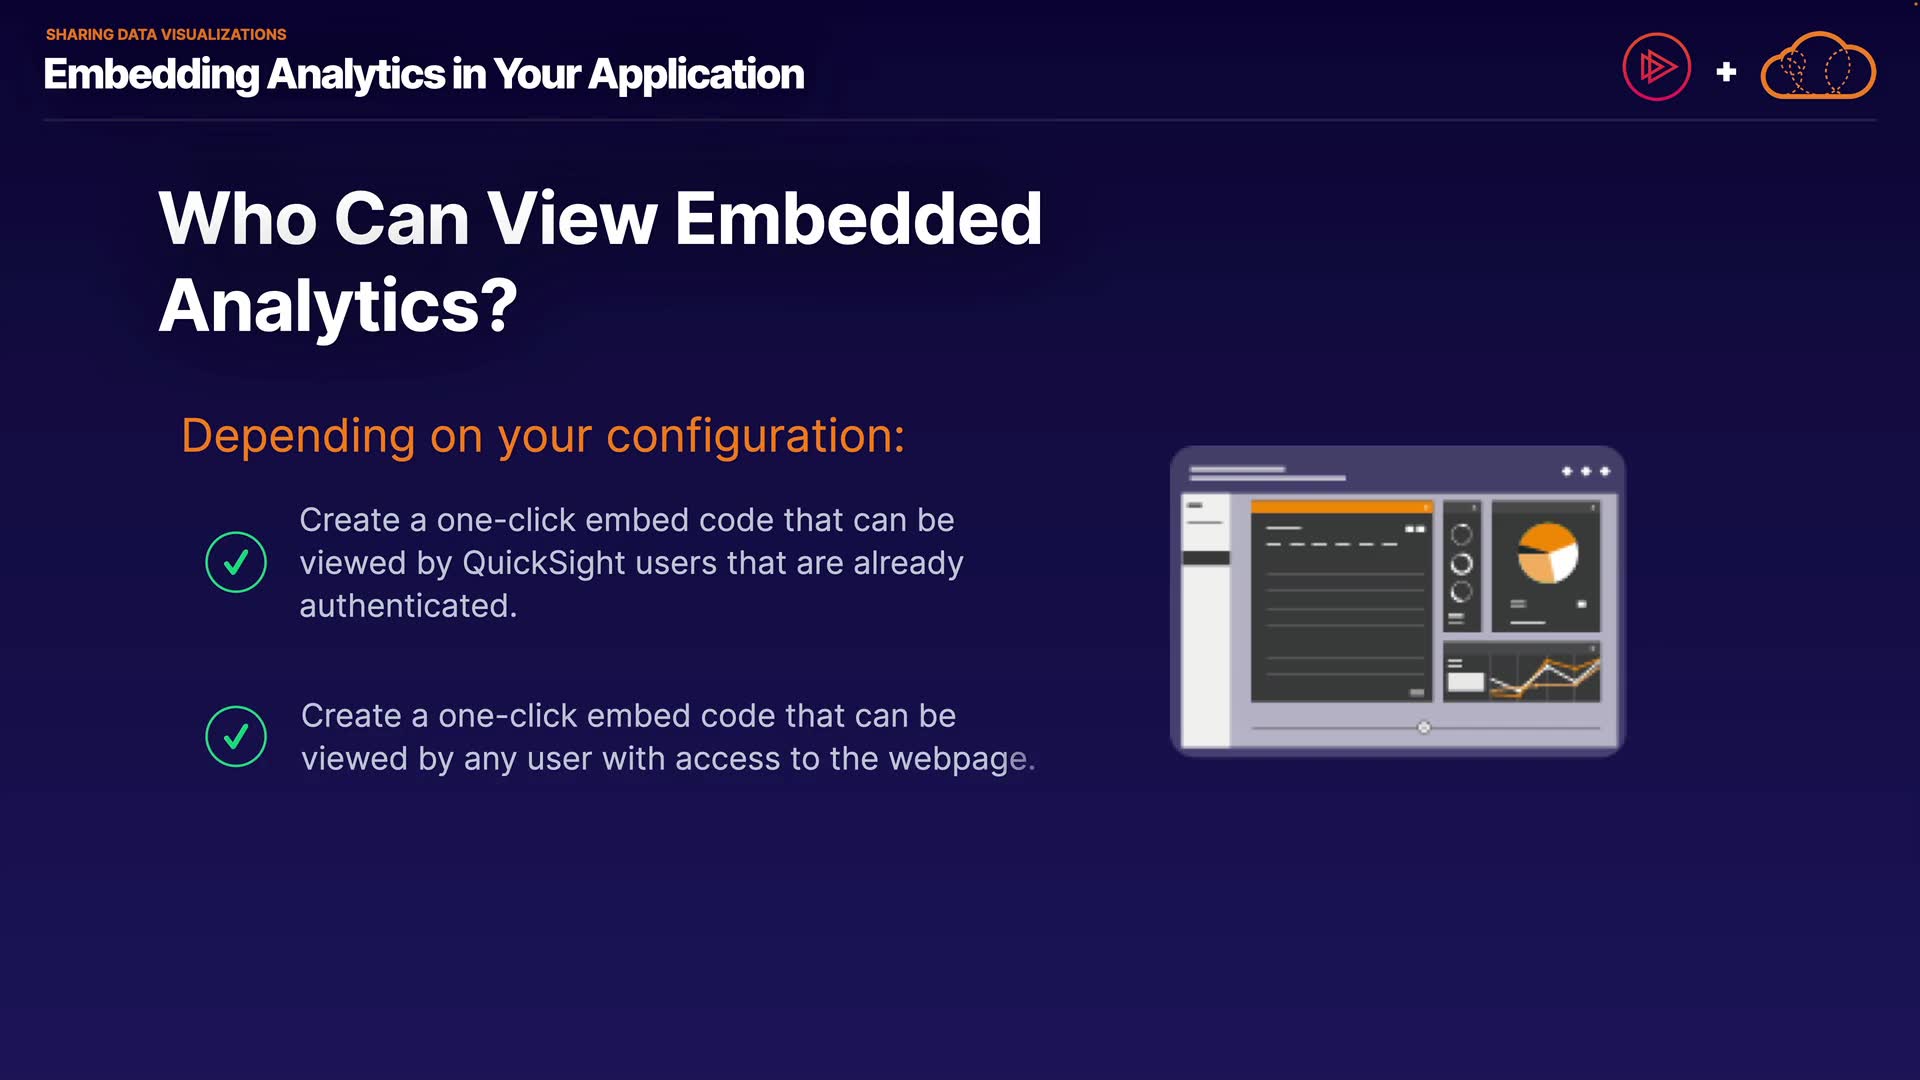 SHARING DATA VISUALIZATIONS
Embedding Analytics in Your Application
Who Can View Embedded
Analytics?
Depending on your configuration:
Create a one-click embed code that can be
viewed by QuickSight users that are already
authenticated.
Create a one-click embed code that can be
viewed by any user with access to the webpage.